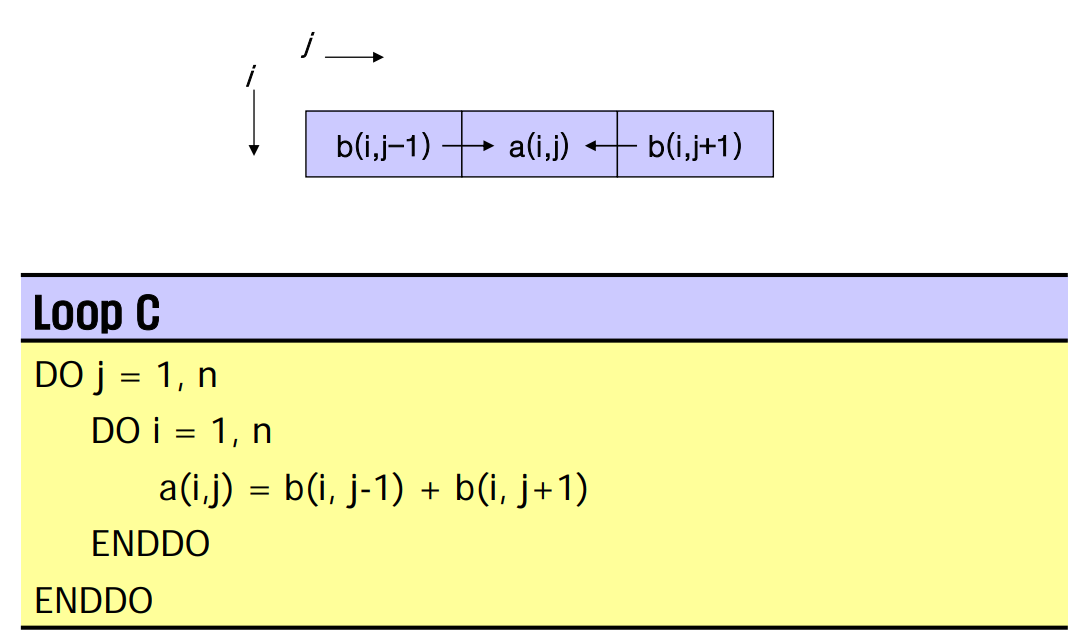 j
i
b(i,j−1) a(i,j) b(i,j+1)
Loop C
DO j = 1, n
DO i = 1, n
a(i,j) = b(i, j-1) + b(i, j+1)
ENDDO
ENDDO